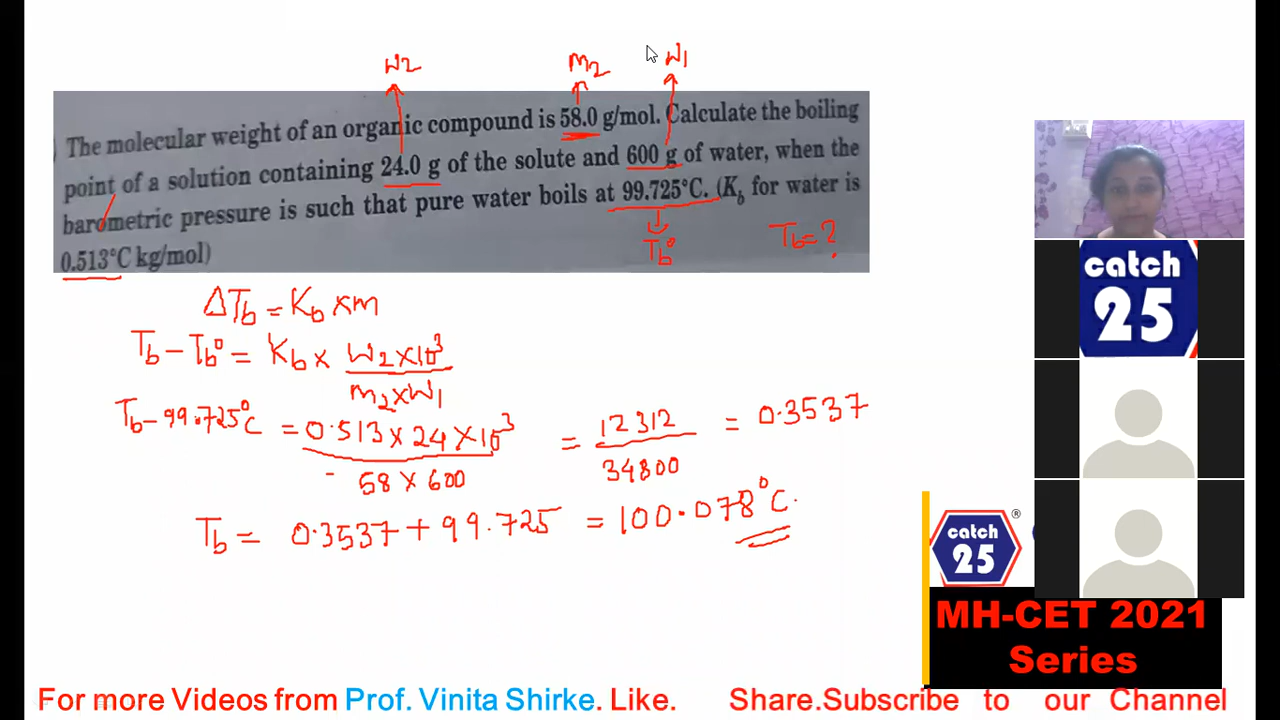 W2 M2 W1
The molecular weight of an organic compound is 58.0 g/mol. Calculate the boiling
point of a solution containing 24.0 g of the solute and 600 g of water, when the
barometric pressure is such that pure water boils at 99.725°C. (Kb for water is
0.513°C kg/mol)
Tb° Tb = ?
ΔTb = Kb × m
Tb - Tb° = Kb × W2 × 10³ / M2 × W1
Tb - 99.725°C = 0.513 × 24 × 10³ / 58 × 600 = 12312 / 34800 = 0.3537
Tb = 0.3537 + 99.725 = 100.078°C.
catch
25
catch
25
®
MH-CET 2021
Series
For more Videos from Prof. Vinita Shirke. Like. Share.Subscribe to our Channel